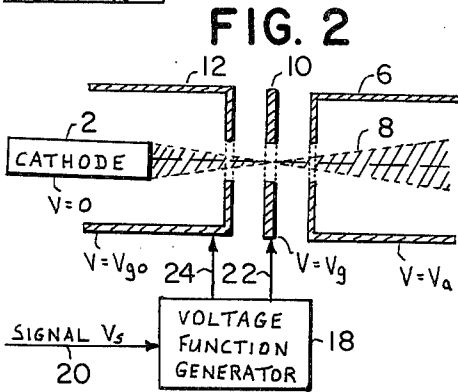 FIG. 2
12
10
6
2
8
CATHODE
V=0
V=Vgo
24
22
V=Vg
V=Va
SIGNAL Vs
20
VOLTAGE
FUNCTION
GENERATOR
18